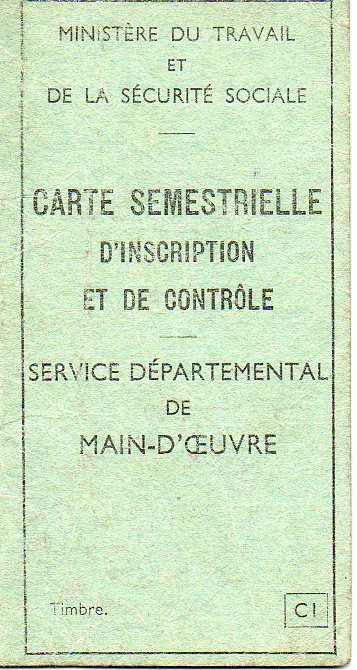 MINISTÈRE DU TRAVAIL
ET
DE LA SÉCURITÉ SOCIALE
CARTE SEMESTRIELLE
D'INSCRIPTION
ET DE CONTRÔLE
SERVICE DÉPARTEMENTAL
DE
MAIN-D'ŒUVRE
Timbre.
CI